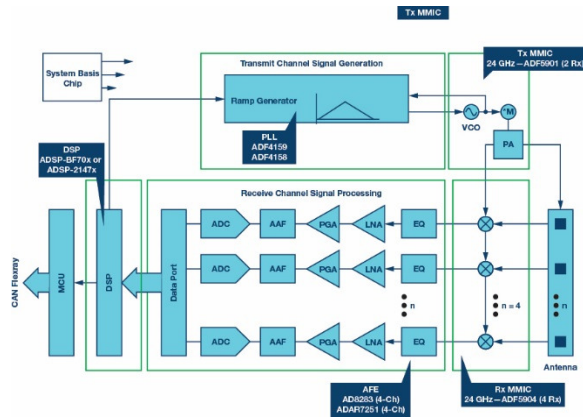 Tx MMIC
Transmit Channel Signal Generation
Tx MMIC
24 GHz—ADF5901 (2 Rx)
System Basis
Chip
Ramp Generator
VCO
*M
PLL
ADF4159
ADF4158
PA
DSP
ADSP-BF70x or
ADSP-2147x
Receive Channel Signal Processing
CAN Flexray
MCU
DSP
Data Port
ADC
AAF
PGA
LNA
EQ
ADC
AAF
PGA
LNA
EQ
n
n = 4
n
ADC
AAF
PGA
LNA
EQ
Antenna
AFE
AD8283 (4-Ch)
ADAR7251 (4-Ch)
Rx MMIC
24 GHz—ADF5904 (4 Rx)